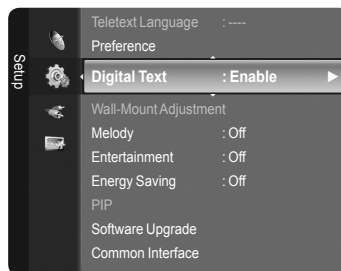 Setup
Teletext Language : ----
Preference
Digital Text : Enable ►
Wall-Mount Adjustment
Melody : Off
Entertainment : Off
Energy Saving : Off
PIP
Software Upgrade
Common Interface